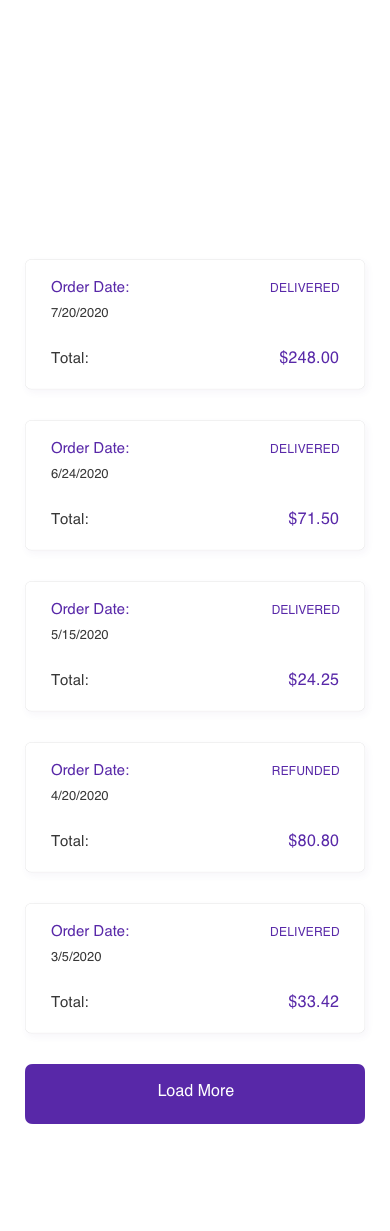 Order Date: DELIVERED
7/20/2020
Total: $248.00
Order Date: DELIVERED
6/24/2020
Total: $71.50
Order Date: DELIVERED
5/15/2020
Total: $24.25
Order Date: REFUNDED
4/20/2020
Total: $80.80
Order Date: DELIVERED
3/5/2020
Total: $33.42
Load More